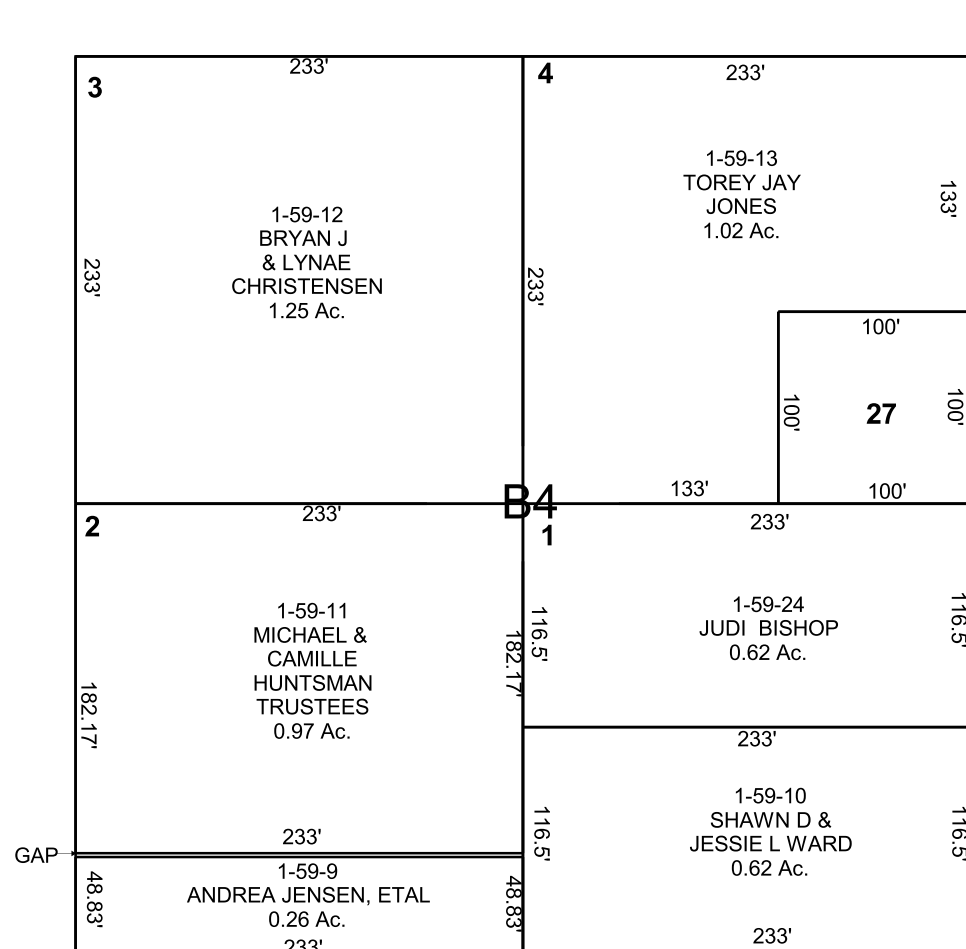 233'
3
1-59-12
BRYAN J
& LYNAE
CHRISTENSEN
1.25 Ac.
233'
233'
4
233'
1-59-13
TOREY JAY
JONES
1.02 Ac.
133'
100'
100'
27
100'
133'
100'
B4
233'
2
1-59-11
MICHAEL &
CAMILLE
HUNTSMAN
TRUSTEES
0.97 Ac.
182.17'
182.17'
233'
1
233'
116.5'
1-59-24
JUDI BISHOP
0.62 Ac.
116.5'
233'
1-59-10
SHAWN D &
JESSIE L WARD
0.62 Ac.
116.5'
116.5'
233'
GAP
1-59-9
ANDREA JENSEN, ETAL
0.26 Ac.
48.83'
48.83'
233'